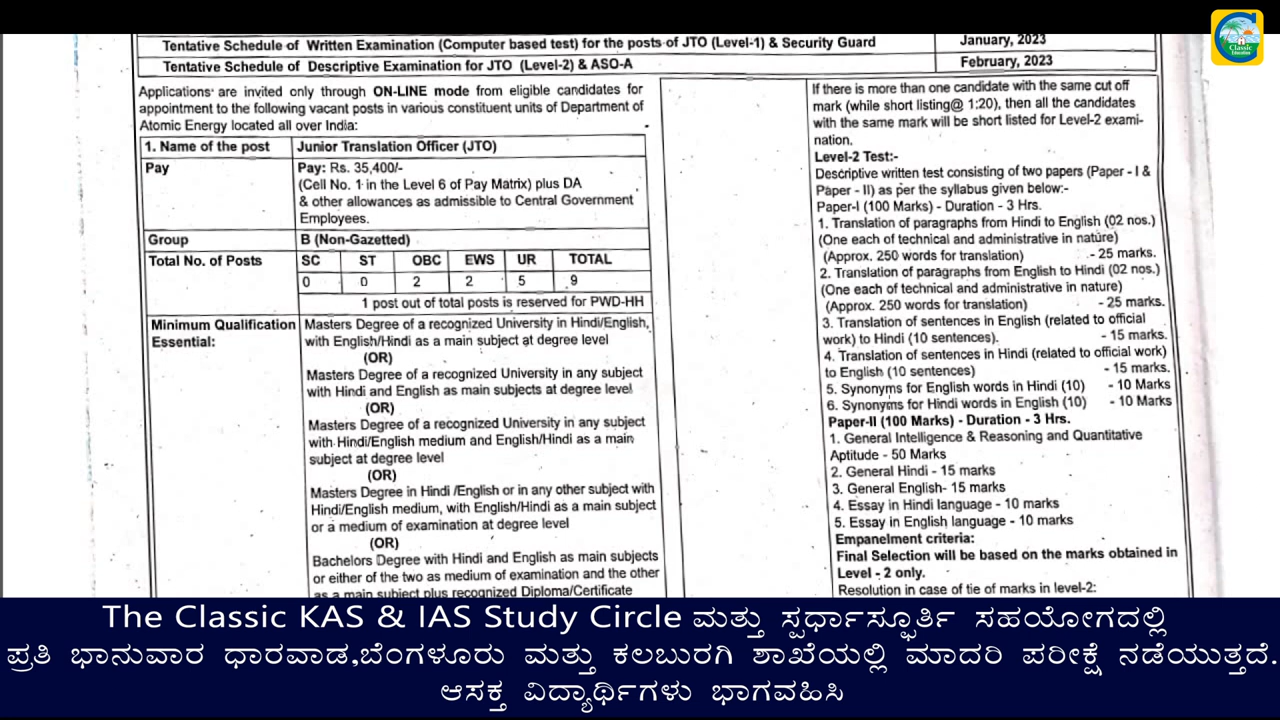 Tentative Schedule of Written Examination (Computer based test) for the posts of JTO (Level-1) & Security Guard
January, 2023
Tentative Schedule of Descriptive Examination for JTO (Level-2) & ASO-A
February, 2023
Applications are invited only through ON-LINE mode from eligible candidates for
appointment to the following vacant posts in various constituent units of Department of
Atomic Energy located all over India:
1. Name of the post Junior Translation Officer (JTO)
Pay Pay: Rs. 35,400/-
(Cell No. 1 in the Level 6 of Pay Matrix) plus DA
& other allowances as admissible to Central Government
Employees.
Group B (Non-Gazetted)
Total No. of Posts SC ST OBC EWS UR TOTAL
0 0 2 2 5 9
1 post out of total posts is reserved for PWD-HH
Minimum Qualification Masters Degree of a recognized University in Hindi/English,
Essential: with English/Hindi as a main subject at degree level
(OR)
Masters Degree of a recognized University in any subject
with Hindi and English as main subjects at degree level
(OR)
Masters Degree of a recognized University in any subject
with Hindi/English medium and English/Hindi as a main
subject at degree level
(OR)
Masters Degree in Hindi /English or in any other subject with
Hindi/English medium, with English/Hindi as a main subject
or a medium of examination at degree level
(OR)
Bachelors Degree with Hindi and English as main subjects
or either of the two as medium of examination and the other
as a main subject plus recognized Diploma/Certificate
If there is more than one candidate with the same cut off
mark (while short listing@ 1:20), then all the candidates
with the same mark will be short listed for Level-2 exami-
nation.
Level-2 Test:-
Descriptive written test consisting of two papers (Paper - I &
Paper - II) as per the syllabus given below:-
Paper-I (100 Marks) - Duration - 3 Hrs.
1. Translation of paragraphs from Hindi to English (02 nos.)
(One each of technical and administrative in nature)
(Approx. 250 words for translation) - 25 marks.
2. Translation of paragraphs from English to Hindi (02 nos.)
(One each of technical and administrative in nature)
(Approx. 250 words for translation) - 25 marks.
3. Translation of sentences in English (related to official
work) to Hindi (10 sentences). - 15 marks.
4. Translation of sentences in Hindi (related to official work)
to English (10 sentences) - 15 marks.
5. Synonyms for English words in Hindi (10) - 10 Marks
6. Synonyms for Hindi words in English (10) - 10 Marks
Paper-II (100 Marks) - Duration - 3 Hrs.
1. General Intelligence & Reasoning and Quantitative
Aptitude - 50 Marks
2. General Hindi - 15 marks
3. General English- 15 marks
4. Essay in Hindi language - 10 marks
5. Essay in English language - 10 marks
Empanelment criteria:
Final Selection will be based on the marks obtained in
Level - 2 only.
Resolution in case of tie of marks in level-2:
Classic
Education
The Classic KAS & IAS Study Circle ಮತ್ತು ಸ್ಪರ್ಧಾಸ್ಫೂರ್ತಿ ಸಹಯೋಗದಲ್ಲಿ
ಪ್ರತಿ ಭಾನುವಾರ ಧಾರವಾಡ,ಬೆಂಗಳೂರು ಮತ್ತು ಕಲಬುರಗಿ ಶಾಖೆಯಲ್ಲಿ ಮಾದರಿ ಪರೀಕ್ಷೆ ನಡೆಯುತ್ತದೆ.
ಆಸಕ್ತ ವಿದ್ಯಾರ್ಥಿಗಳು ಭಾಗವಹಿಸಿ